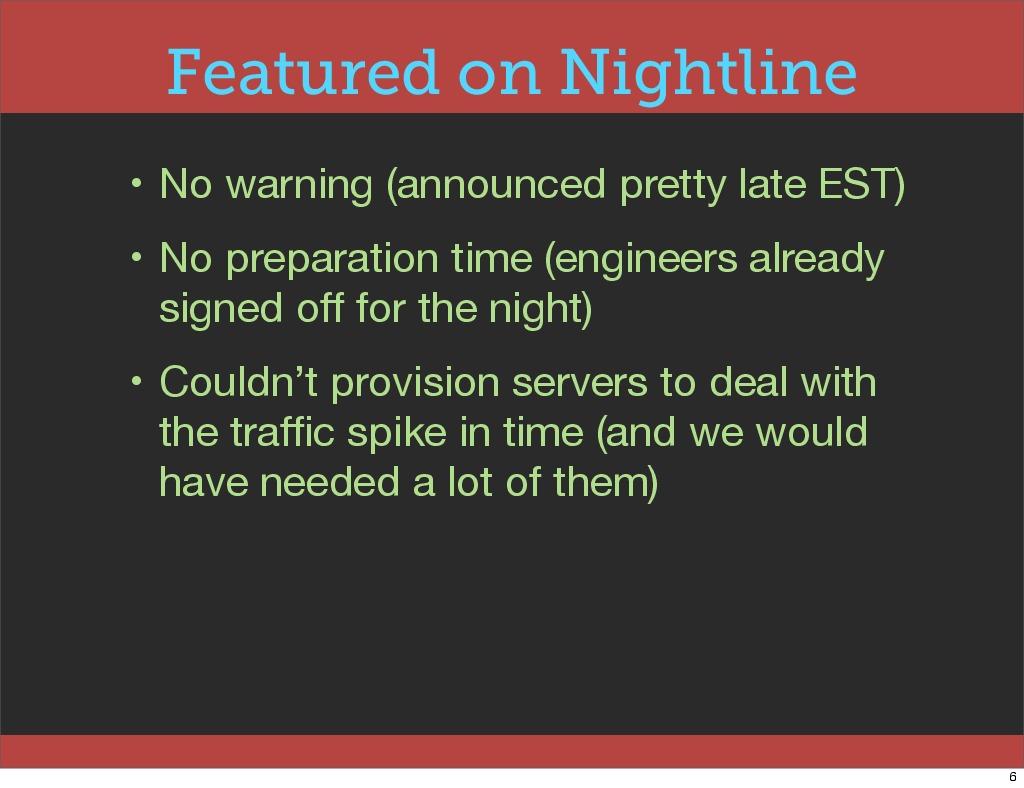 Featured on Nightline
• No warning (announced pretty late EST)
• No preparation time (engineers already
signed off for the night)
• Couldn’t provision servers to deal with
the traffic spike in time (and we would
have needed a lot of them)
6